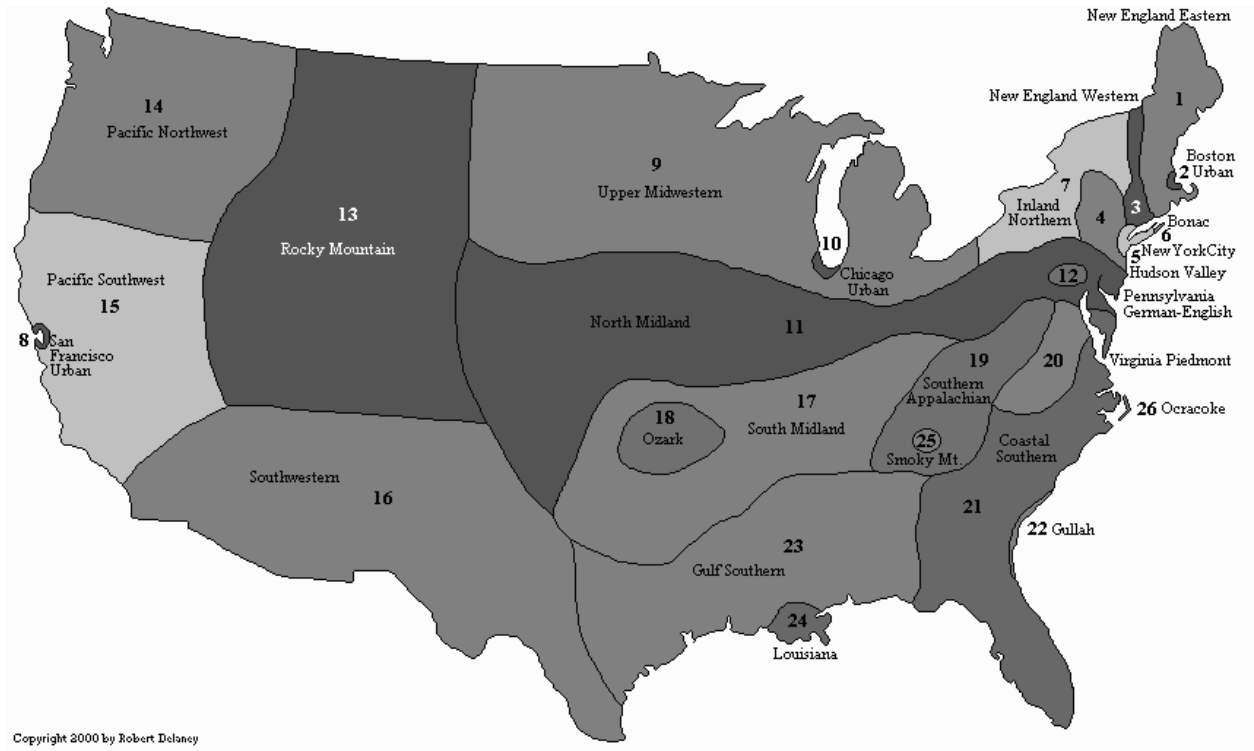 New England Eastern
New England Western
1
14
Pacific Northwest
Boston
Urban
2
9
Upper Midwestern
7
Inland
Northern
3
4
13
Rocky Mountain
Bonac
6
10
New York City
5
Chicago
Urban
12
Hudson Valley
Pacific Southwest
15
Pennsylvania
German-English
North Midland
11
8
San
Francisco
Urban
Virginia Piedmont
19
20
Southern
Appalachian
17
18
Ozark
South Midland
26 Ocracoke
25
Smoky Mt.
Coastal
Southern
Southwestern
16
21
22 Gullah
23
Gulf Southern
24
Louisiana
Copyright 2000 by Robert Delaney